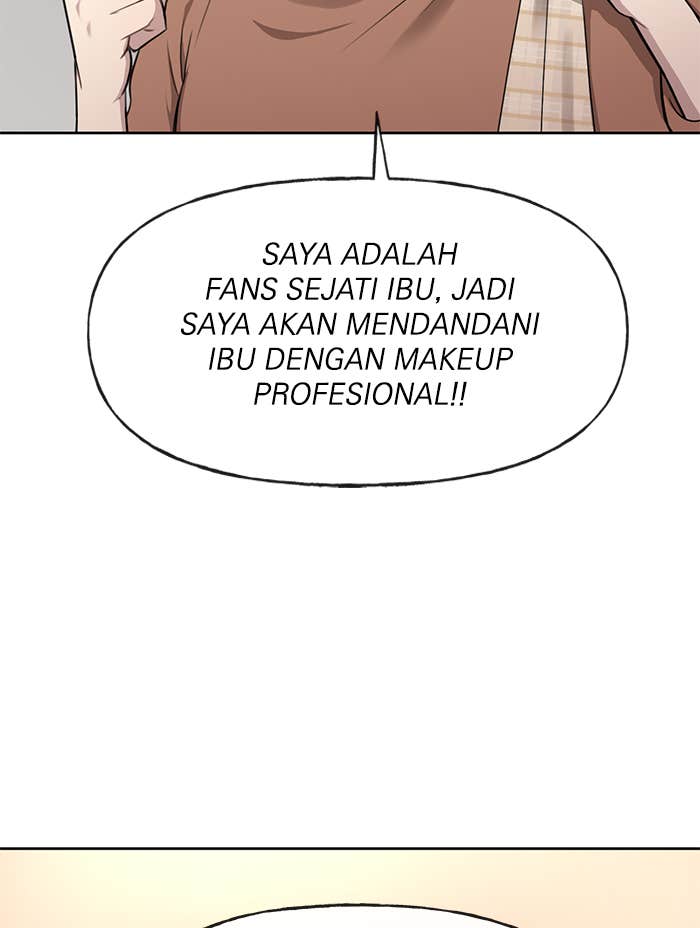 SAYA ADALAH
FANS SEJATI IBU, JADI
SAYA AKAN MENDANDANI
IBU DENGAN MAKEUP
PROFESIONAL!!